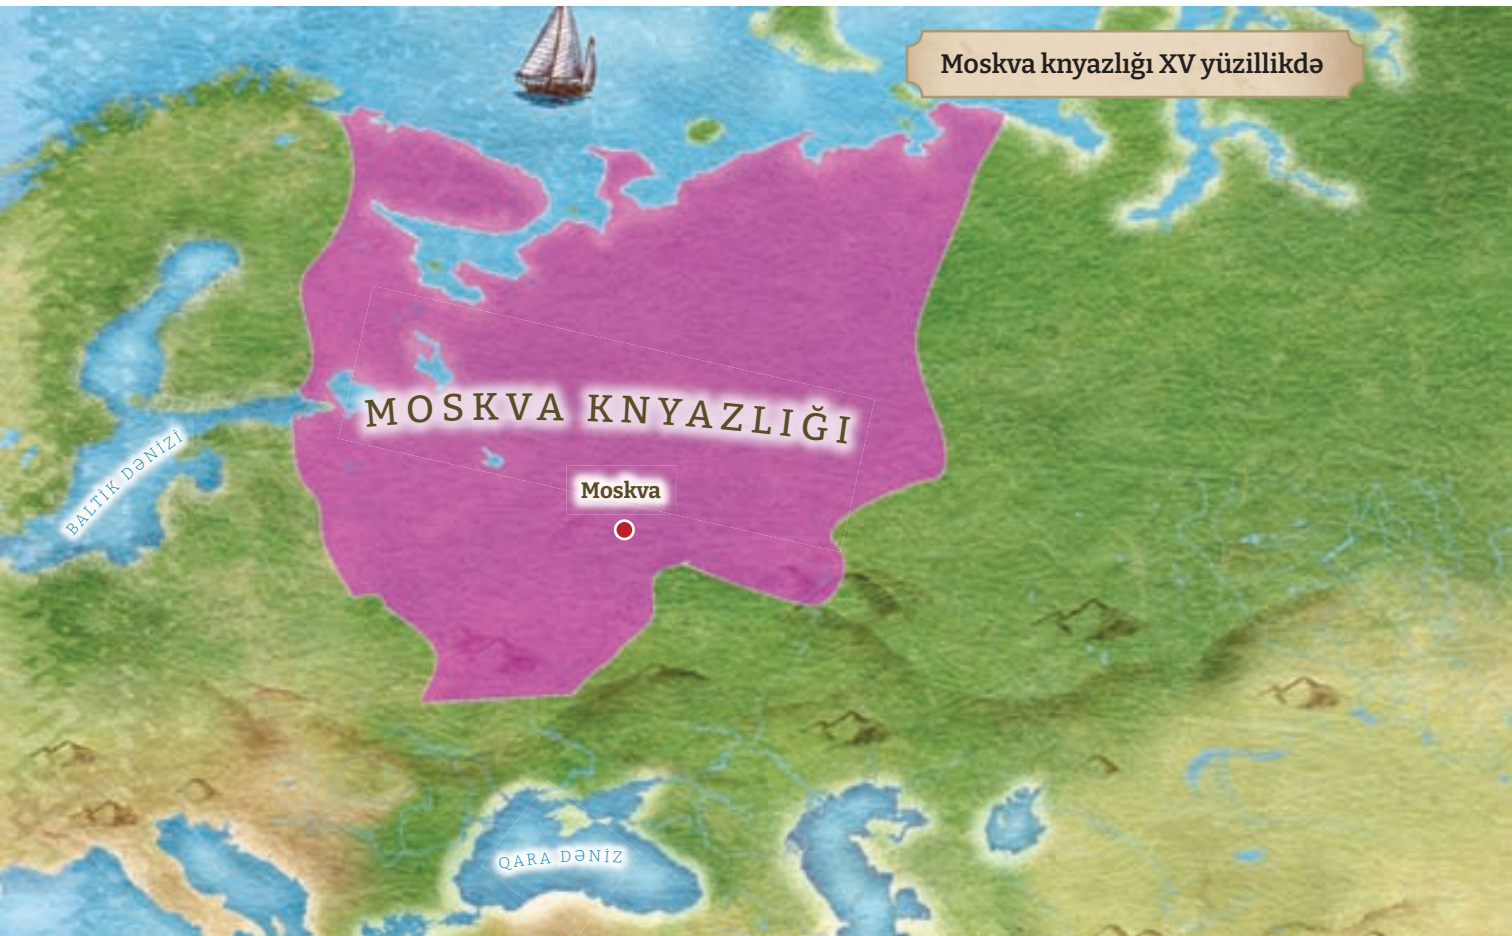 Moskva knyazlığı XV yüzillikdə
MOSKVA KNYAZLIĞI
Moskva
BALTİK DƏNİZİ
QARA DƏNİZ